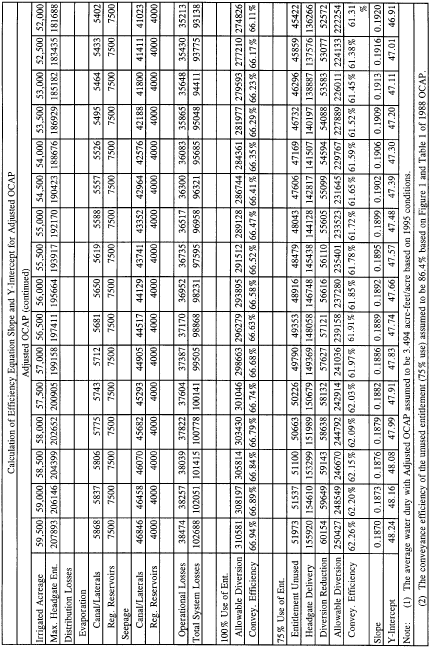 Calculation of Efficiency Equation Slope and Y-Intercept for Adjusted OCAP
Adjusted OCAP (continued)
Irrigated Acreage 59,500 59,000 58,500 58,000 57,500 57,000 56,500 56,000 55,500 55,000 54,500 54,000 53,500 53,000 52,500 52,000
Max. Headgate Ent. 207893 206146 204399 202652 200905 199158 197411 195664 193917 192170 190423 188676 186929 185182 183435 181688
Distribution Losses
Evaporation
Canal/Laterals 5868 5837 5806 5775 5743 5712 5681 5650 5619 5588 5557 5526 5495 5464 5433 5402
Reg. Reservoirs 7500 7500 7500 7500 7500 7500 7500 7500 7500 7500 7500 7500 7500 7500 7500 7500
Seepage
Canal/Laterals 46846 46458 46070 45682 45293 44905 44517 44129 43741 43352 42964 42576 42188 41800 41411 41023
Reg. Reservoirs 4000 4000 4000 4000 4000 4000 4000 4000 4000 4000 4000 4000 4000 4000 4000 4000
Operational Losses 38474 38257 38039 37822 37604 37387 37170 36952 36735 36517 36300 36083 35865 35648 35430 35213
Total System Losses 102688 102051 101415 100778 100141 99505 98868 98231 97595 96958 96321 95685 95048 94411 93775 93138
100% Use of Ent.
Allowable Diversion 310581 308197 305814 303430 301046 298663 296279 293895 291512 289128 286744 284361 281977 279593 277210 274826
Convey. Efficiency 66.94% 66.89% 66.84% 66.79% 66.74% 66.68% 66.63% 66.58% 66.52% 66.47% 66.41% 66.35% 66.29% 66.23% 66.17% 66.11%
75% Use of Ent.
Entitlement Unused 51973 51537 51100 50663 50226 49790 49353 48916 48479 48043 47606 47169 46732 46296 45859 45422
Headgate Delivery 155920 154610 153299 151989 150679 149369 148058 146748 145438 144128 142817 141507 140197 138887 137576 136266
Diversion Reduction 60154 59649 59143 58638 58132 57627 57121 56616 56110 55605 55099 54594 54088 53583 53077 52572
Allowable Diversion 250427 248549 246670 244792 242914 241036 239158 237280 235401 233523 231645 229767 227889 226011 224133 222254
Convey. Efficiency 62.26% 62.20% 62.15% 62.09% 62.03% 61.97% 61.91% 61.85% 61.78% 61.72% 61.65% 61.59% 61.52% 61.45% 61.38% 61.31
%
Slope 0.1870 0.1873 0.1876 0.1879 0.1882 0.1886 0.1889 0.1892 0.1895 0.1899 0.1902 0.1906 0.1909 0.1913 0.1916 0.1920
Y-Intercept 48.24 48.16 48.08 47.99 47.91 47.83 47.74 47.66 47.57 47.48 47.39 47.30 47.20 47.11 47.01 46.91
Note: (1) The average water duty with Adjusted OCAP assumed to be 3.494 acre-feet/acre based on 1995 conditions.
(2) The conveyance efficiency of the unused entitlement (75% use) assumed to be 86.4% based on Figure 1 and Table 1 of 1988 OCAP.